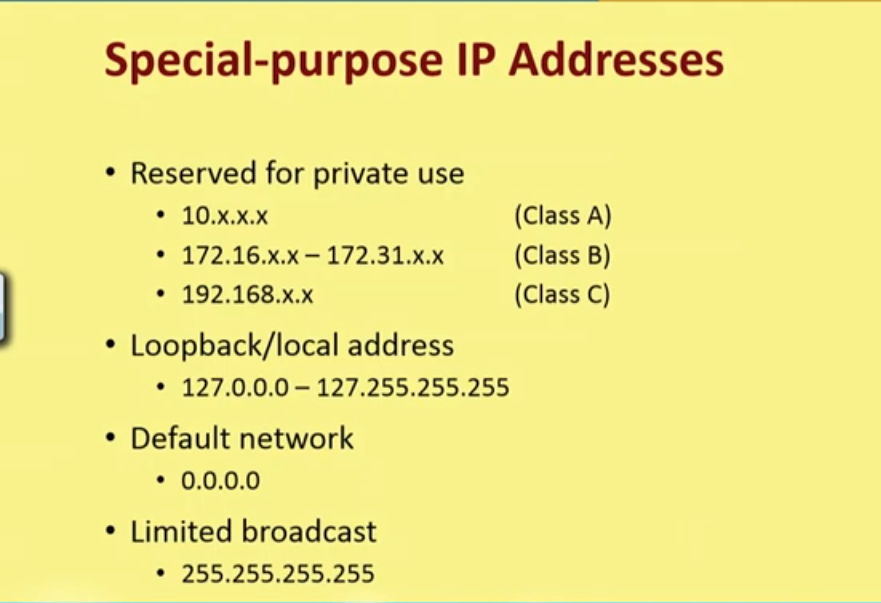 Special-purpose IP Addresses
• Reserved for private use
• 10.x.x.x (Class A)
• 172.16.x.x – 172.31.x.x (Class B)
• 192.168.x.x (Class C)
• Loopback/local address
• 127.0.0.0 – 127.255.255.255
• Default network
• 0.0.0.0
• Limited broadcast
• 255.255.255.255